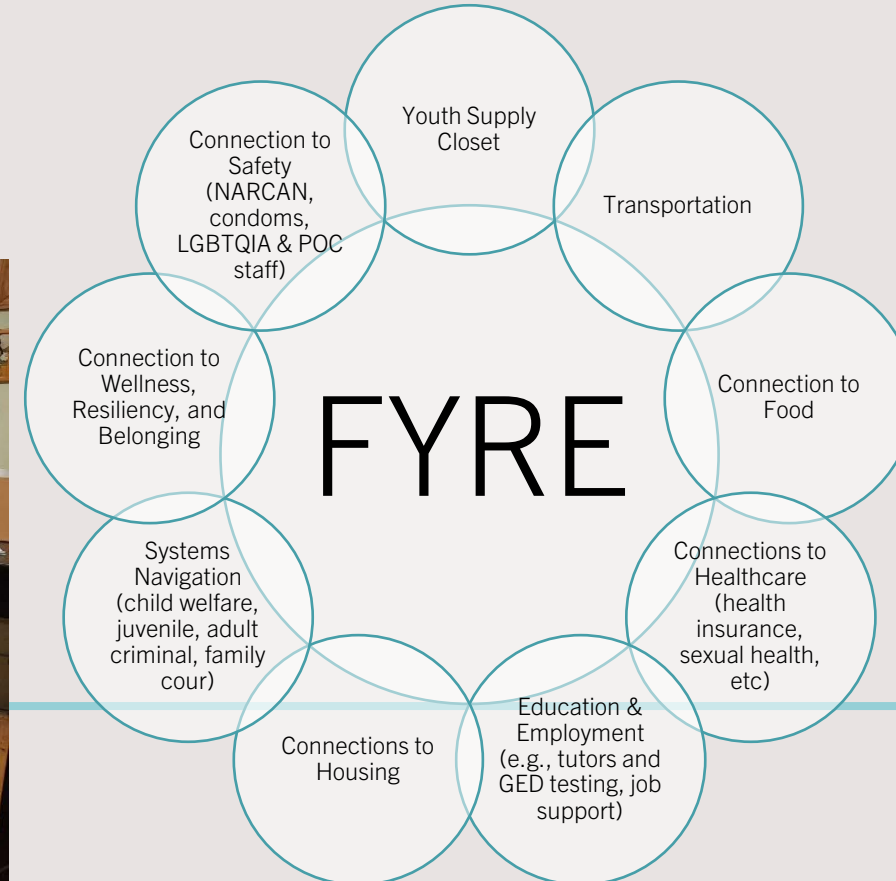 Youth Supply
Closet
Transportation
Connection to
Food
Connections to
Healthcare
(health
insurance,
sexual health,
etc)
Education &
Employment
(e.g., tutors and
GED testing, job
support)
Connections to
Housing
Systems
Navigation
(child welfare,
juvenile, adult
criminal, family
cour)
Connection to
Wellness,
Resiliency, and
Belonging
Connection to
Safety
(NARCAN,
condoms,
LGBTQIA & POC
staff)
FYRE